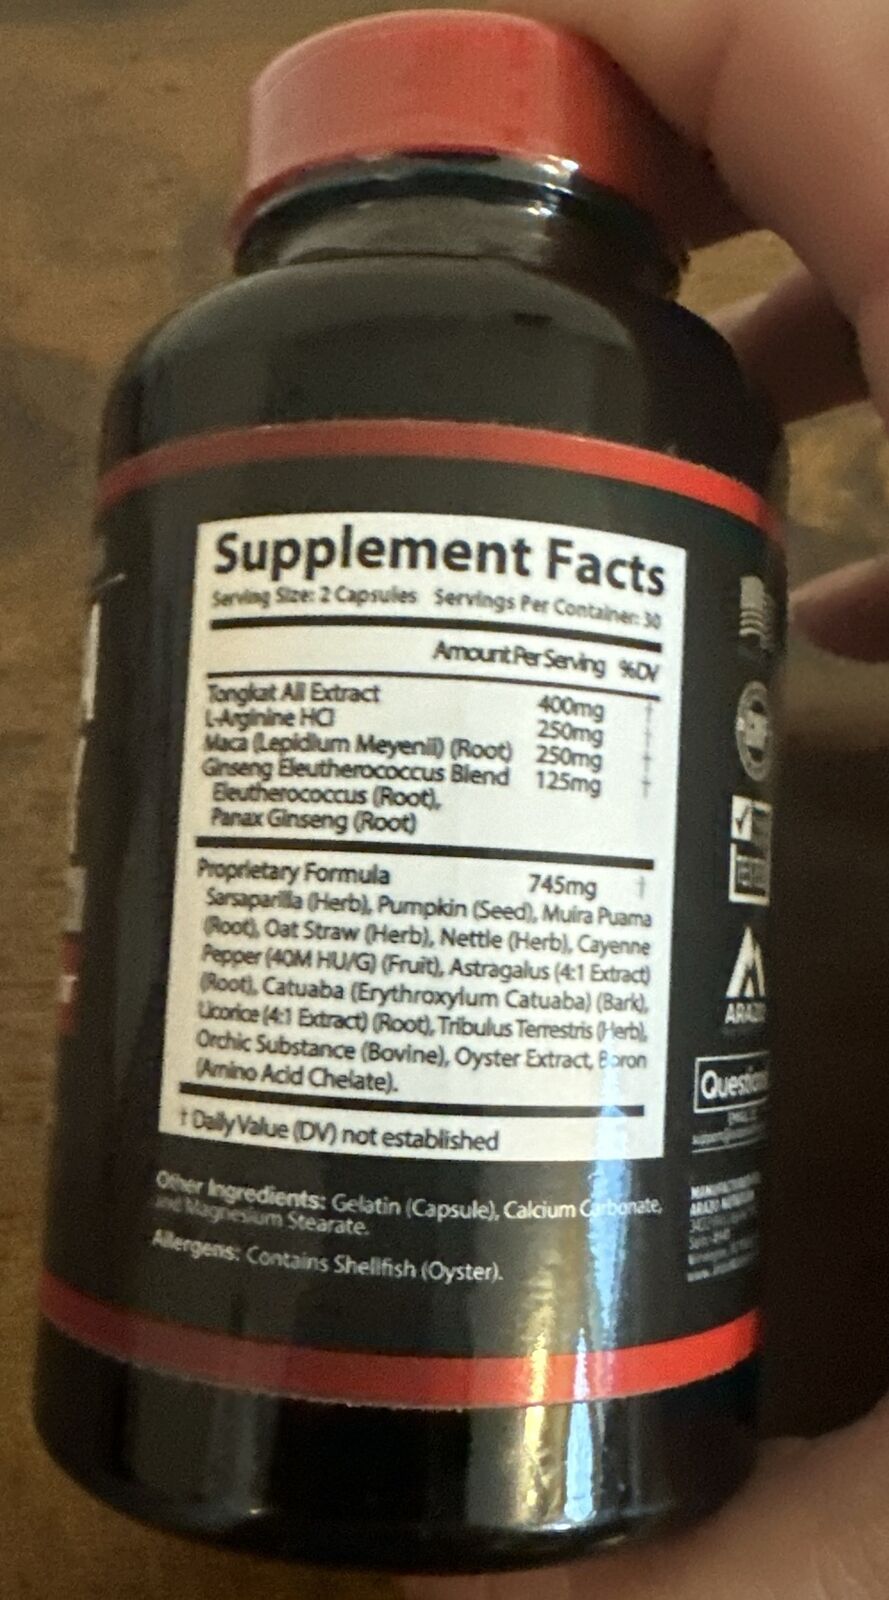 Supplement Facts
Serving Size: 2 Capsules Servings Per Container: 30
Amount Per Serving %DV
Tongkat Ali Extract 400mg †
L-Arginine HCl 250mg †
Maca (Lepidium Meyenii) (Root) 250mg †
Ginseng Eleutherococcus Blend 125mg †
Eleutherococcus (Root),
Panax Ginseng (Root)
Proprietary Formula 745mg †
Sarsaparilla (Herb), Pumpkin (Seed), Muira Puama
(Root), Oat Straw (Herb), Nettle (Herb), Cayenne
Pepper (40M HU/G) (Fruit), Astragalus (4:1 Extract)
(Root), Catuaba (Erythroxylum Catuaba) (Bark),
Licorice (4:1 Extract) (Root), Tribulus Terrestris (Herb),
Orchic Substance (Bovine), Oyster Extract, Boron
(Amino Acid Chelate).
† Daily Value (DV) not established
Other Ingredients: Gelatin (Capsule), Calcium Carbonate,
and Magnesium Stearate.
Allergens: Contains Shellfish (Oyster).